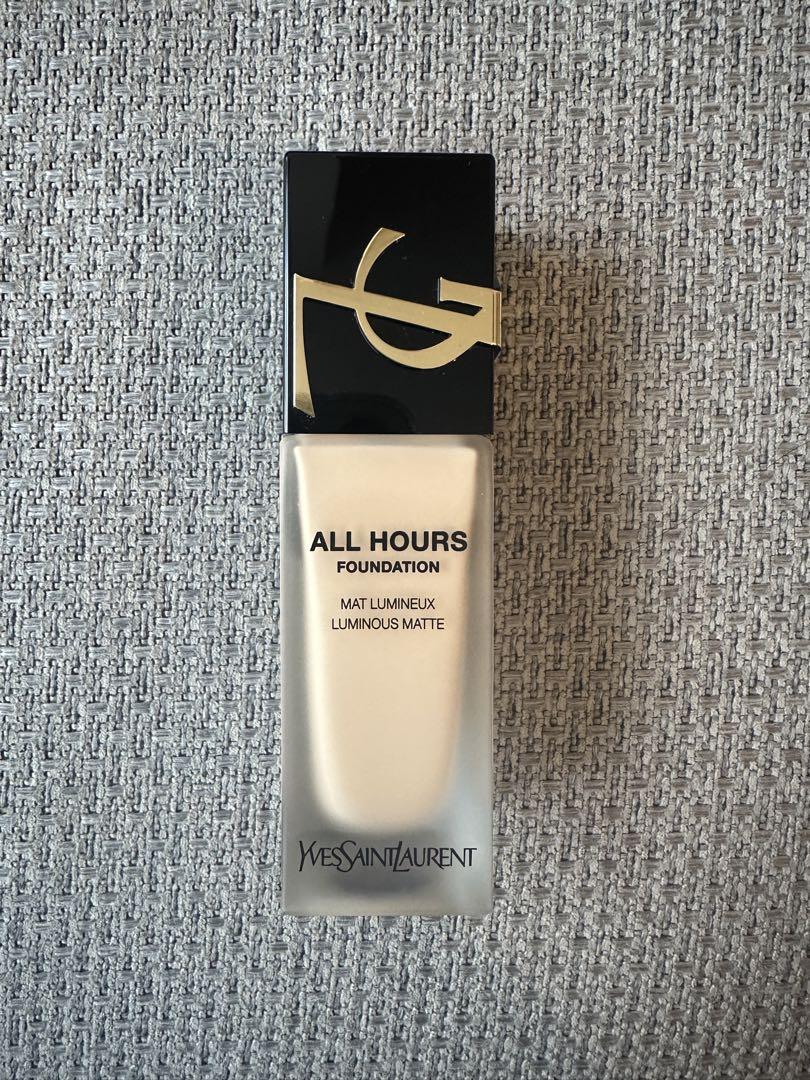 ALL HOURS
FOUNDATION
MAT LUMINEUX
LUMINOUS MATTE
YVESSAINTLAURENT